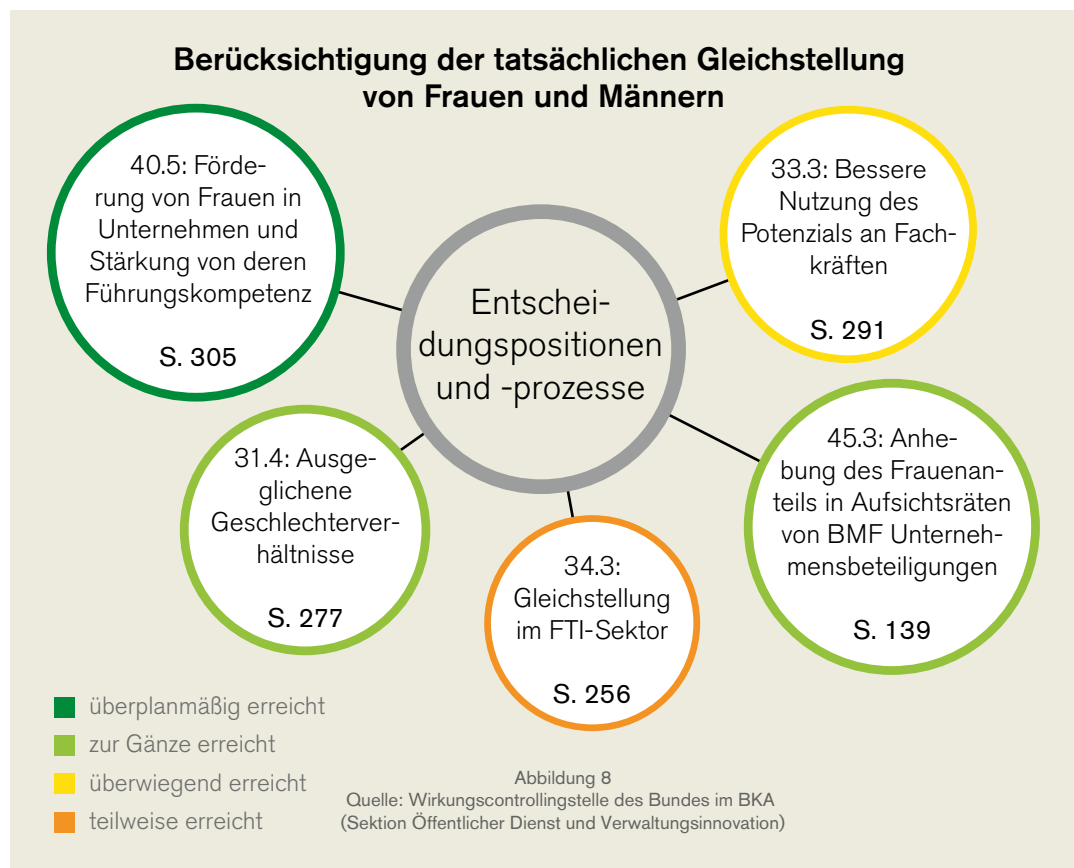 Berücksichtigung der tatsächlichen Gleichstellung
von Frauen und Männern
40.5: Förde-
rung von Frauen in
Unternehmen und
Stärkung von deren
Führungskompetenz
S. 305
33.3: Bessere
Nutzung des
Potenzials an Fach-
kräften
S. 291
Entschei-
dungspositionen
und -prozesse
31.4: Ausge-
glichene
Geschlechterver-
hältnisse
S. 277
34.3:
Gleichstellung
im FTI-Sektor
S. 256
45.3: Anhe-
bung des Frauenan-
teils in Aufsichtsräten
von BMF Unterneh-
mensbeteiligungen
S. 139
überplanmäßig erreicht
zur Gänze erreicht
überwiegend erreicht
teilweise erreicht
Abbildung 8
Quelle: Wirkungscontrollingstelle des Bundes im BKA
(Sektion Öffentlicher Dienst und Verwaltungsinnovation)